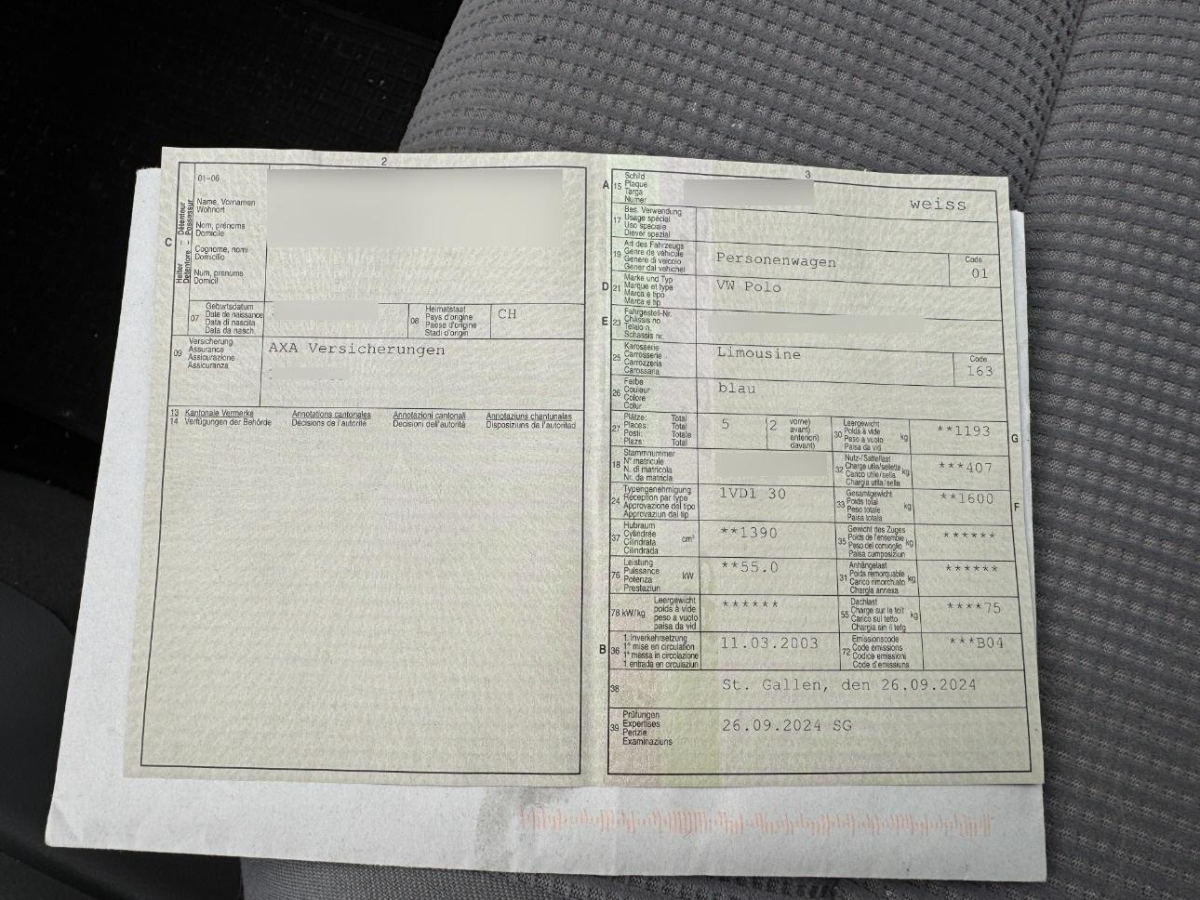 2
01-06
C
Halter - Détenteur
Detentore - Possessur
Name, Vornamen
Wohnort
Nom, prénoms
Domicile
Cognome, nomi
Domicilio
Num, prenums
Domicil
07
Geburtsdatum
Date de naissance
Data di nascita
Data da nasch.
08
Heimatstaat
Pays d'origine
Paese d'origine
Stadi d'origin
CH
09
Versicherung
Assurance
Assicurazione
Assicuranza
AXA Versicherungen
13 Kantonale Vermerke
14 Verfügungen der Behörde
Annotations cantonales
Décisions de l'autorité
Annotazioni cantonali
Decisioni dell'autorità
Annotaziuns chantunalas
Disposiziuns da l'autoritad
3
A
15
Schild
Plaque
Targa
Numer
weiss
17
Bes. Verwendung
Usage spécial
Uso speciale
Diever spezial
19
Art des Fahrzeugs
Genre de véhicule
Genere di veicolo
Gener dal vehichel
Personenwagen
Code
01
D
21
Marke und Typ
Marque et type
Marca e tipo
Marca e tip
VW Polo
E
23
Fahrgestell-Nr.
Châssis no
Telaio n.
Schassis nr.
25
Karosserie
Carrosserie
Carrozzeria
Carossaria
Limousine
Code
163
26
Farbe
Couleur
Colore
Colur
blau
27
Plätze: Total
Places: Total
Posti: Totale
Plazs: Total
5
2
vorne)
avant)
anteriori)
davant)
30
Leergewicht
Poids à vide
Peso a vuoto
Paisa da vid
kg
**1193
G
18
Stammnummer
N° matricule
N. di matricola
Nr. da matricla
32
Nutz-/Sattellast
Charge utile/sellette
Carico utile/sella
Chargia utila/sella
kg
***407
24
Typengenehmigung
Réception par type
Approvazione del tipo
Approvaziun dal tip
1VD1 30
33
Gesamtgewicht
Poids total
Peso totale
Paisa totala
kg
**1600
F
37
Hubraum
Cylindrée
Cilindrata
Cilindrada
cm³
**1390
35
Gewicht des Zuges
Poids de l'ensemble
Peso del convoglio
Paisa cumposiziun
kg
******
76
Leistung
Puissance
Potenza
Prestaziun
kW
**55.0
31
Anhängelast
Poids remorquable
Carico rimorchiato
Chargia annexa
kg
******
78 kW/kg
Leergewicht
poids à vide
peso a vuoto
paisa da vid
******
55
Dachlast
Charge sur le toit
Carico sul tetto
Chargia sin il tetg
kg
****75
B
36
1. Inverkehrsetzung
1re mise en circulation
1a messa in circolazione
1. entrada en circulaziun
11.03.2003
72
Emissionscode
Code émissions
Codice emissioni
Code d'emissiuns
***B04
38
St. Gallen, den 26.09.2024
39
Prüfungen
Expertises
Perizie
Examinaziuns
26.09.2024 SG